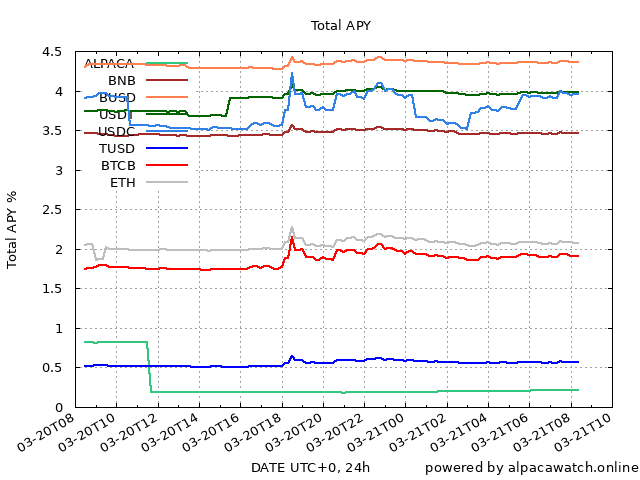 Total APY
Total APY %
4.5
4
3.5
3
2.5
2
1.5
1
0.5
0
ALPACA
BNB
BUSD
USDT
USDC
TUSD
BTCB
ETH
03-20T08
03-20T10
03-20T12
03-20T14
03-20T16
03-20T18
03-20T20
03-20T22
03-21T00
03-21T02
03-21T04
03-21T06
03-21T08
03-21T10
DATE UTC+0, 24h
powered by alpacawatch.online